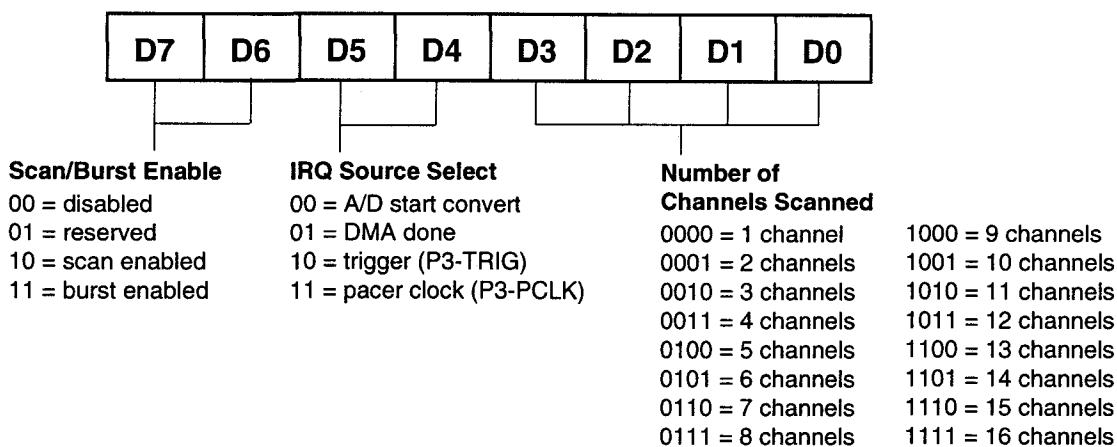 D7 D6 D5 D4 D3 D2 D1 D0
Scan/Burst Enable
00 = disabled
01 = reserved
10 = scan enabled
11 = burst enabled
IRQ Source Select
00 = A/D start convert
01 = DMA done
10 = trigger (P3-TRIG)
11 = pacer clock (P3-PCLK)
Number of
Channels Scanned
0000 = 1 channel
0001 = 2 channels
0010 = 3 channels
0011 = 4 channels
0100 = 5 channels
0101 = 6 channels
0110 = 7 channels
0111 = 8 channels
1000 = 9 channels
1001 = 10 channels
1010 = 11 channels
1011 = 12 channels
1100 = 13 channels
1101 = 14 channels
1110 = 15 channels
1111 = 16 channels